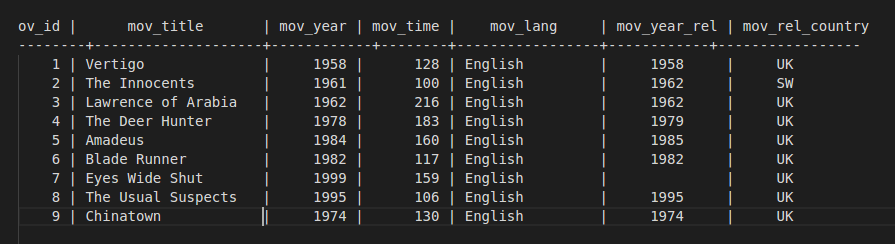 ov_id |      mov_title       | mov_year | mov_time |    mov_lang     | mov_year_rel | mov_rel_country
--------+--------------------+------------+--------+-----------------+-------------+-----------------
    1 | Vertigo              |     1958 |      128 | English         |     1958     |     UK
    2 | The Innocents        |     1961 |      100 | English         |     1962     |     SW
    3 | Lawrence of Arabia   |     1962 |      216 | English         |     1962     |     UK
    4 | The Deer Hunter      |     1978 |      183 | English         |     1979     |     UK
    5 | Amadeus              |     1984 |      160 | English         |     1985     |     UK
    6 | Blade Runner         |     1982 |      117 | English         |     1982     |     UK
    7 | Eyes Wide Shut       |     1999 |      159 | English         |              |     UK
    8 | The Usual Suspects   |     1995 |      106 | English         |     1995     |     UK
    9 | Chinatown            |     1974 |      130 | English         |     1974     |     UK